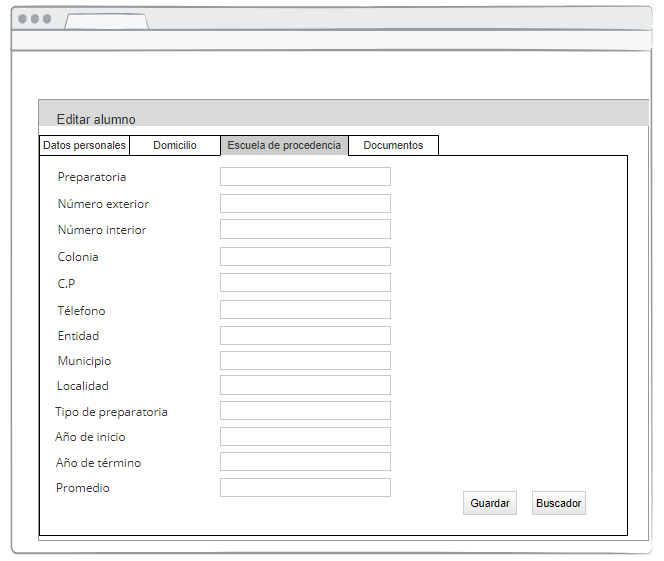 Editar alumno
Datos personales Domicilio Escuela de procedencia Documentos
Preparatoria
Número exterior
Número interior
Colonia
C.P
Télefono
Entidad
Municipio
Localidad
Tipo de preparatoria
Año de inicio
Año de término
Promedio
Guardar Buscador